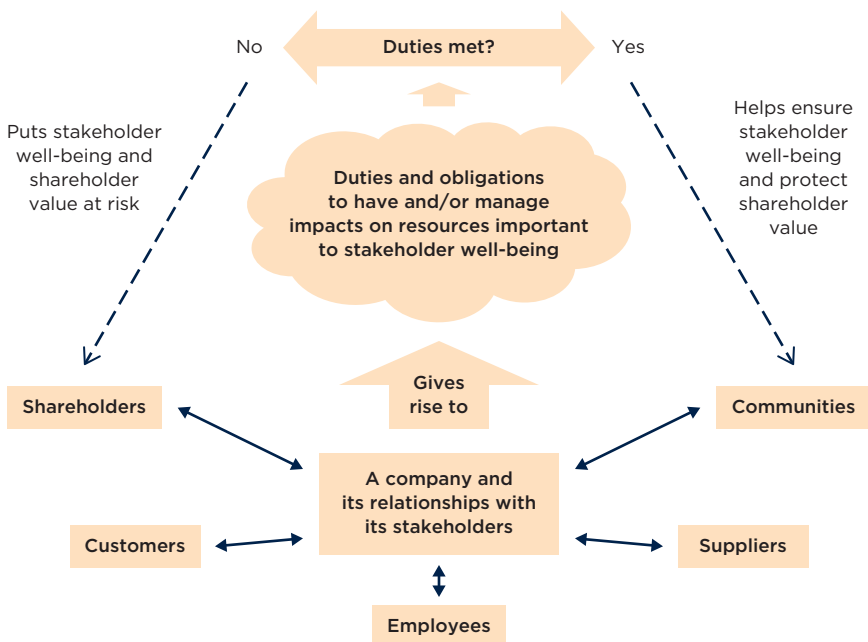 No
Duties met?
Yes
Puts stakeholder
well-being and
shareholder
value at risk
Helps ensure
stakeholder
well-being
and protect
shareholder
value
Duties and obligations
to have and/or manage
impacts on resources important
to stakeholder well-being
Gives
rise to
Shareholders
Communities
A company and
its relationships with
its stakeholders
Customers
Suppliers
Employees